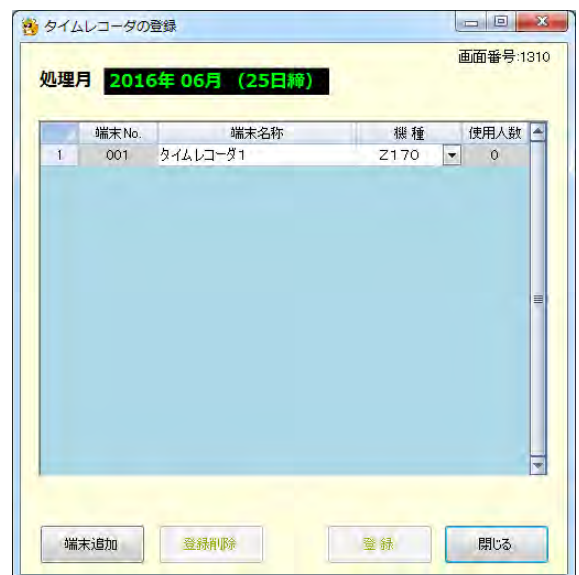 タイムレコーダの登録
画面番号:1310
処理月 2016年 06月 (25日締)
端末No. 端末名称 機種 使用人数
1 001 タイムレコーダ1 Z170 0
端末追加 登録削除 登録 閉じる